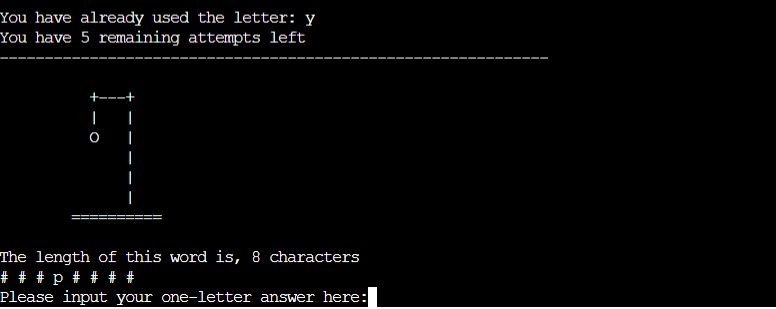 You have already used the letter: y
You have 5 remaining attempts left
-------------------------------------------------------------
+---+
|   |
O   |
|
|
|
==========
The length of this word is, 8 characters
# # # p # # # #
Please input your one-letter answer here: